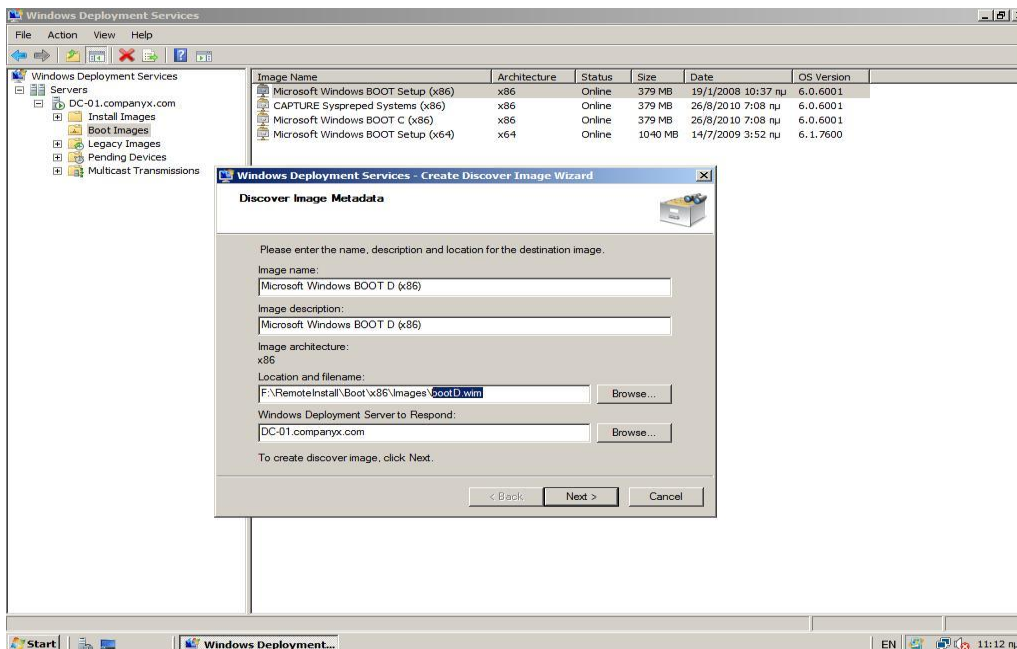 Windows Deployment Services
File Action View Help
Windows Deployment Services
Servers
DC-01.companyx.com
Install Images
Boot Images
Legacy Images
Pending Devices
Multicast Transmissions
Image Name Architecture Status Size Date OS Version
Microsoft Windows BOOT Setup (x86) x86 Online 379 MB 19/1/2008 10:37 πμ 6.0.6001
CAPTURE Syspreped Systems (x86) x86 Online 379 MB 26/8/2010 7:08 πμ 6.0.6001
Microsoft Windows BOOT C (x86) x86 Online 379 MB 26/8/2010 7:08 πμ 6.0.6001
Microsoft Windows BOOT Setup (x64) x64 Online 1040 MB 14/7/2009 3:52 πμ 6.1.7600
Windows Deployment Services - Create Discover Image Wizard
Discover Image Metadata
Please enter the name, description and location for the destination image.
Image name:
Microsoft Windows BOOT D (x86)
Image description:
Microsoft Windows BOOT D (x86)
Image architecture:
x86
Location and filename:
F:\RemoteInstall\Boot\x86\Images\bootD.wim Browse...
Windows Deployment Server to Respond:
DC-01.companyx.com Browse...
To create discover image, click Next.
< Back Next > Cancel
Start Windows Deployment... EN 11:12 πμ